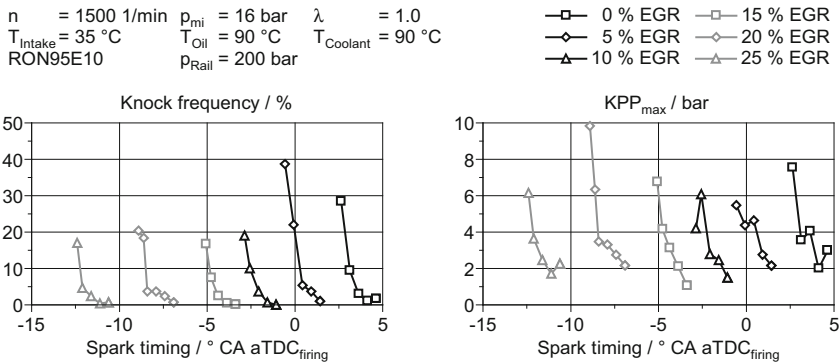 n = 1500 1/min p_mi = 16 bar λ = 1.0
T_Intake = 35 °C T_Oil = 90 °C T_Coolant = 90 °C
RON95E10 p_Rail = 200 bar
0 % EGR 15 % EGR
5 % EGR 20 % EGR
10 % EGR 25 % EGR
Knock frequency / %
50
40
30
20
10
0
-15 -10 -5 0 5
Spark timing / ° CA aTDC_firing
KPP_max / bar
10
8
6
4
2
0
-15 -10 -5 0 5
Spark timing / ° CA aTDC_firing